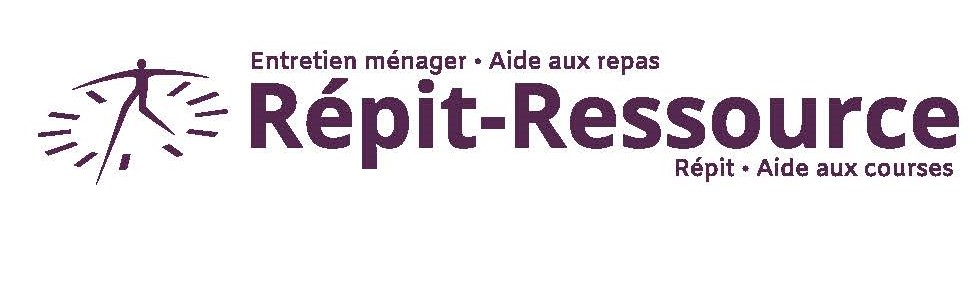 Entretien ménager • Aide aux repas
Répit-Ressource
Répit • Aide aux courses